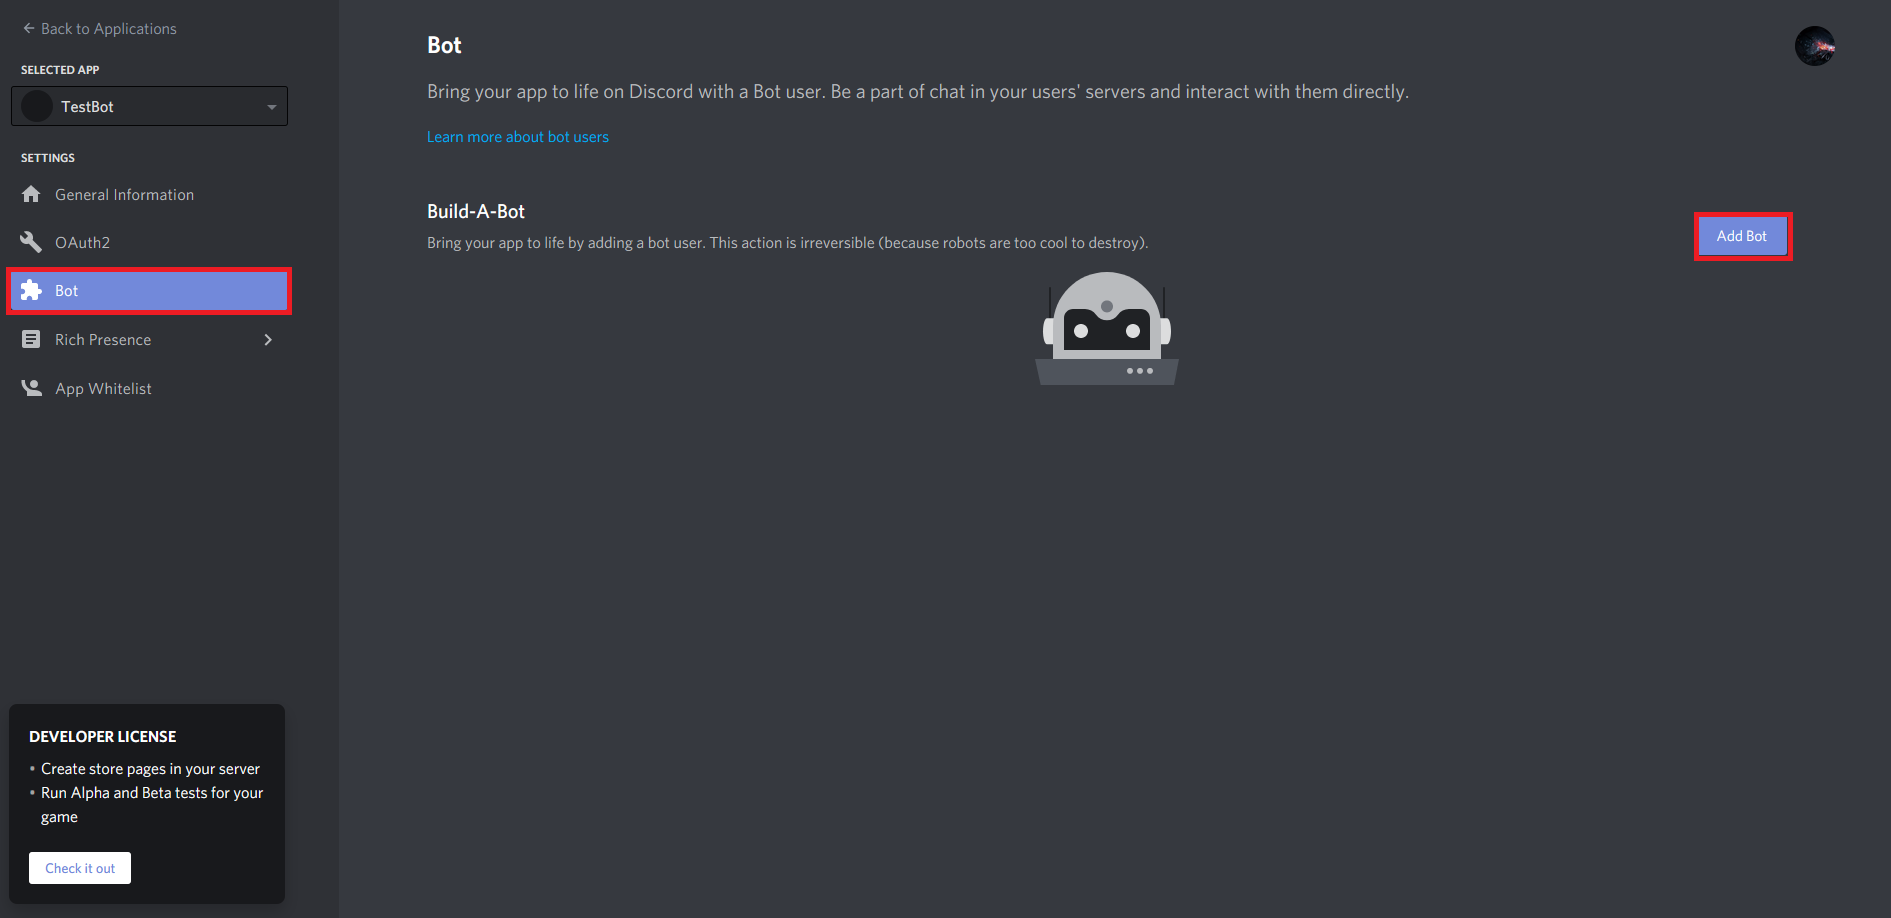 Back to Applications
SELECTED APP
TestBot
SETTINGS
General Information
OAuth2
Bot
Rich Presence
App Whitelist
DEVELOPER LICENSE
• Create store pages in your server
• Run Alpha and Beta tests for your
game
Check it out
Bot
Bring your app to life on Discord with a Bot user. Be a part of chat in your users' servers and interact with them directly.
Learn more about bot users
Build-A-Bot
Bring your app to life by adding a bot user. This action is irreversible (because robots are too cool to destroy).
Add Bot